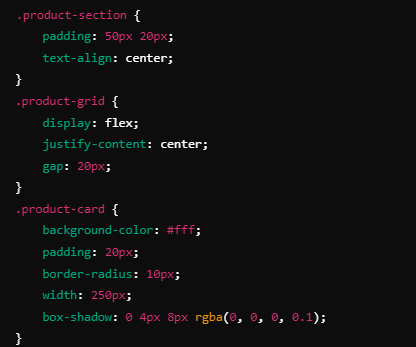 .product-section {
    padding: 50px 20px;
    text-align: center;
}
.product-grid {
    display: flex;
    justify-content: center;
    gap: 20px;
}
.product-card {
    background-color: #fff;
    padding: 20px;
    border-radius: 10px;
    width: 250px;
    box-shadow: 0 4px 8px rgba(0, 0, 0, 0.1);
}